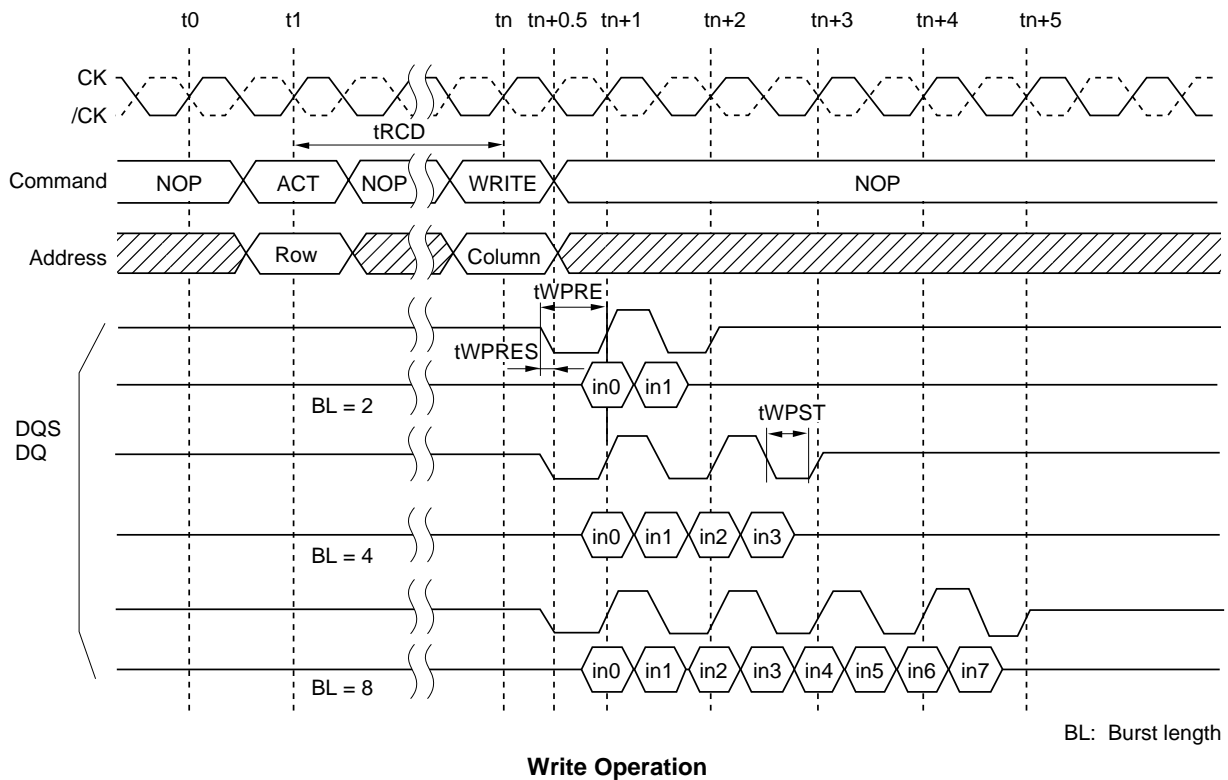 t0 t1 tn tn+0.5 tn+1 tn+2 tn+3 tn+4 tn+5
CK
/CK
tRCD
Command NOP ACT NOP WRITE NOP
Address Row Column
tWPRE
tWPRES
in0 in1
BL = 2
tWPST
DQS
DQ
in0 in1 in2 in3
BL = 4
in0 in1 in2 in3 in4 in5 in6 in7
BL = 8
BL: Burst length
Write Operation